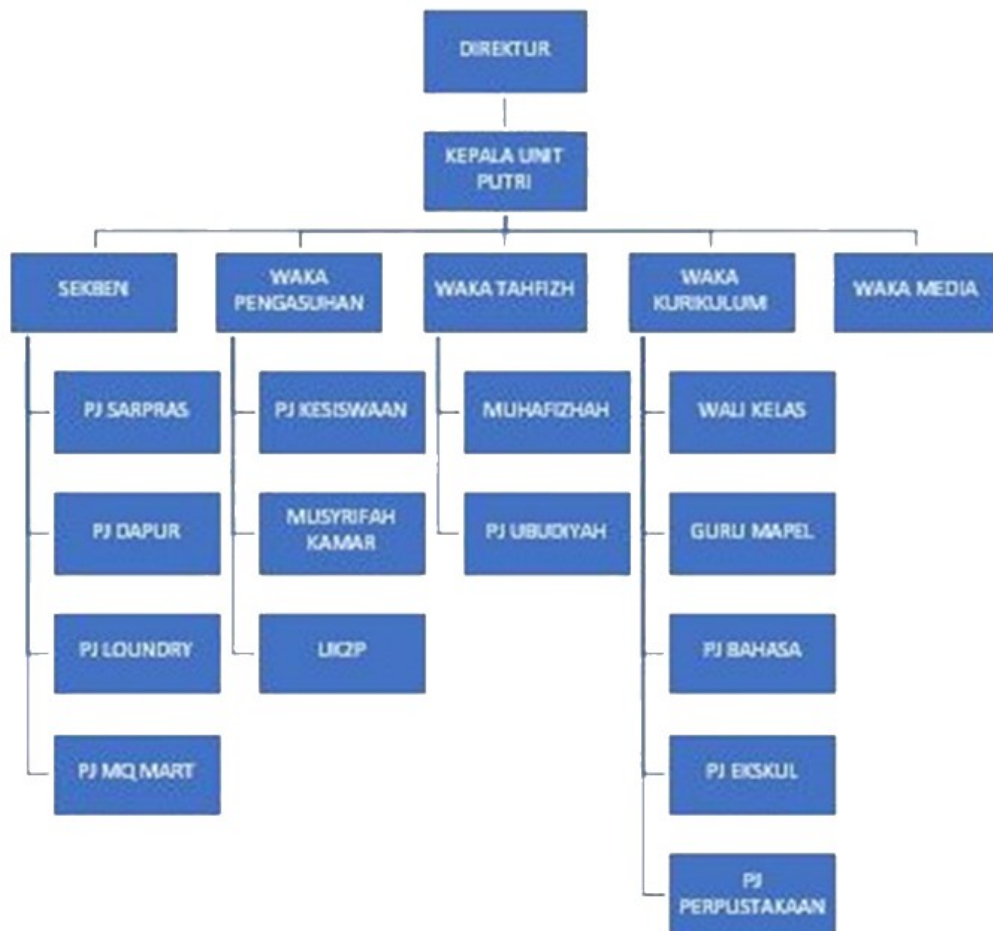 DIREKTUR
KEPALA UNIT
PUTRI
SEKBEN
WAKA
PENGASUHAN
WAKA TAHFIZH
WAKA
KURIKULUM
WAKA MEDIA
PJ SARPRAS
PJ KESISWAAN
MUHAFIZHAH
WALI KELAS
PJ DAPUR
MUSYRIFAH
KAMAR
PJ UBUDIYAH
GURU MAPEL
PJ LOUNDRY
UK2P
PJ BAHASA
PJ MQ MART
PJ EKSKUL
PJ
PERPUSTAKAAN